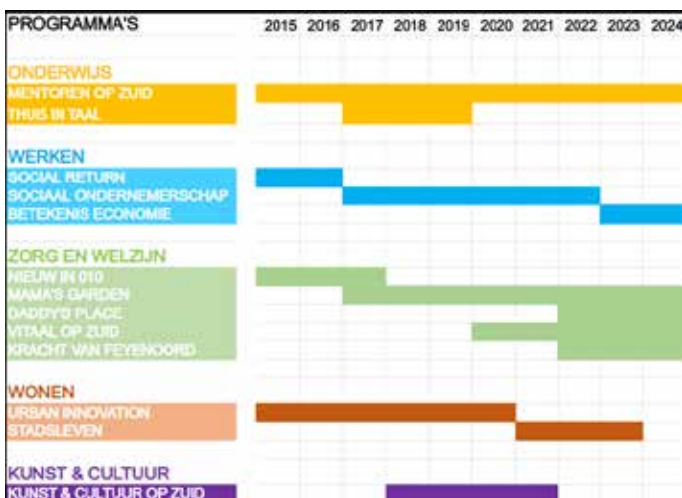 PROGRAMMA'S 2015 2016 2017 2018 2019 2020 2021 2022 2023 2024
ONDERWIJS
MENTOREN OP ZUID
THUIS IN TAAL
WERKEN
SOCIAL RETURN
SOCIAAL ONDERNEMERSCHAP
BETEKENIS ECONOMIE
ZORG EN WELZIJN
NIEUW IN 010
MAMA'S GARDEN
DADDY'S PLACE
VITAAL OP ZUID
KRACHT VAN FEYENOORD
WONEN
URBAN INNOVATION
STADSLEVEN
KUNST & CULTUUR
KUNST & CULTUUR OP ZUID